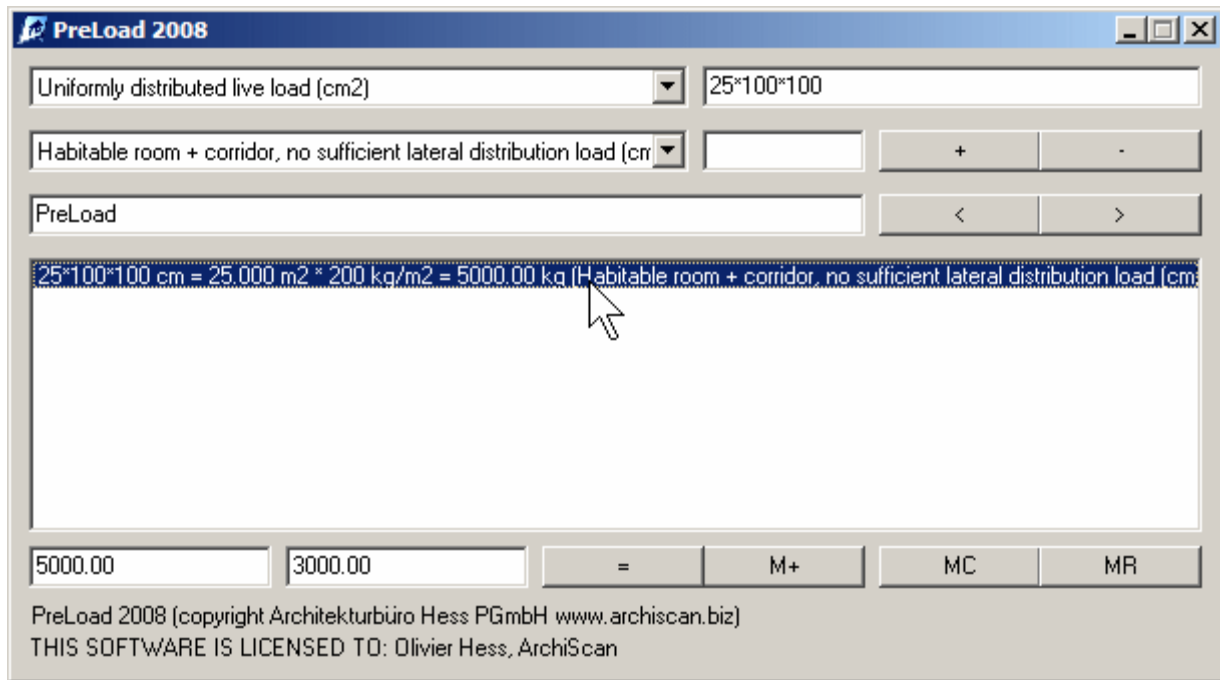 PreLoad 2008
Uniformly distributed live load (cm2) 25*100*100
Habitable room + corridor, no sufficient lateral distribution load (cm + -
PreLoad < >
25*100*100 cm = 25.000 m2 * 200 kg/m2 = 5000.00 kg (Habitable room + corridor, no sufficient lateral distribution load (cm
5000.00 3000.00 = M+ MC MR
PreLoad 2008 (copyright Architekturbüro Hess PGmbH www.archiscan.biz)
THIS SOFTWARE IS LICENSED TO: Olivier Hess, ArchiScan